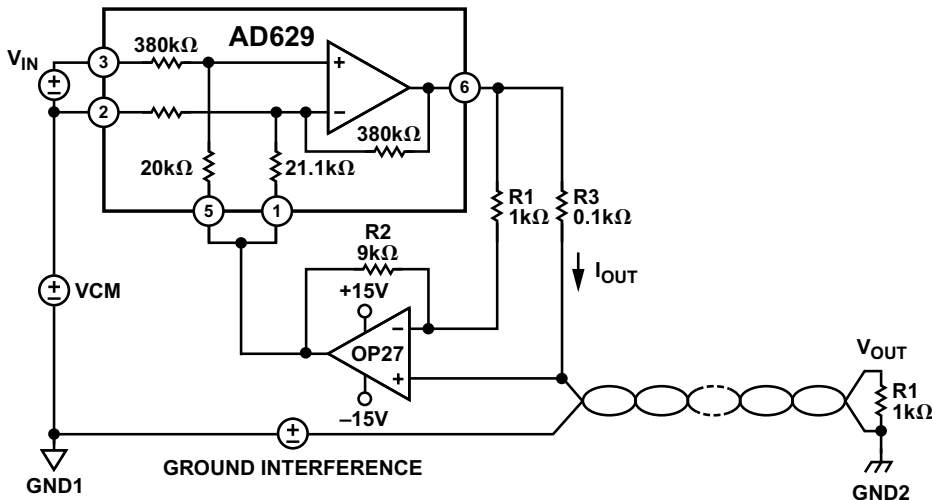 AD629
V_IN
3
380kΩ
+
6
2
−
380kΩ
20kΩ
21.1kΩ
5
1
R1
1kΩ
R3
0.1kΩ
R2
9kΩ
I_OUT
+15V
VCM
−
OP27
+
−15V
V_OUT
R1
1kΩ
GROUND INTERFERENCE
GND1
GND2